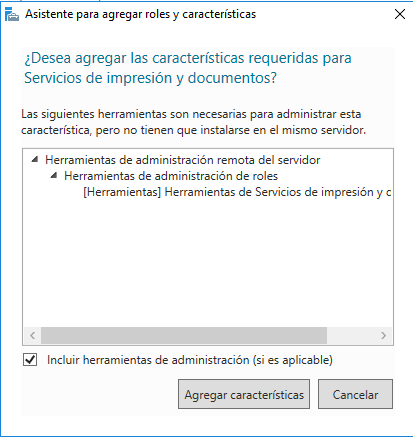 Asistente para agregar roles y características
¿Desea agregar las características requeridas para
Servicios de impresión y documentos?
Las siguientes herramientas son necesarias para administrar esta
característica, pero no tienen que instalarse en el mismo servidor.
Herramientas de administración remota del servidor
Herramientas de administración de roles
[Herramientas] Herramientas de Servicios de impresión y c
Incluir herramientas de administración (si es aplicable)
Agregar características
Cancelar